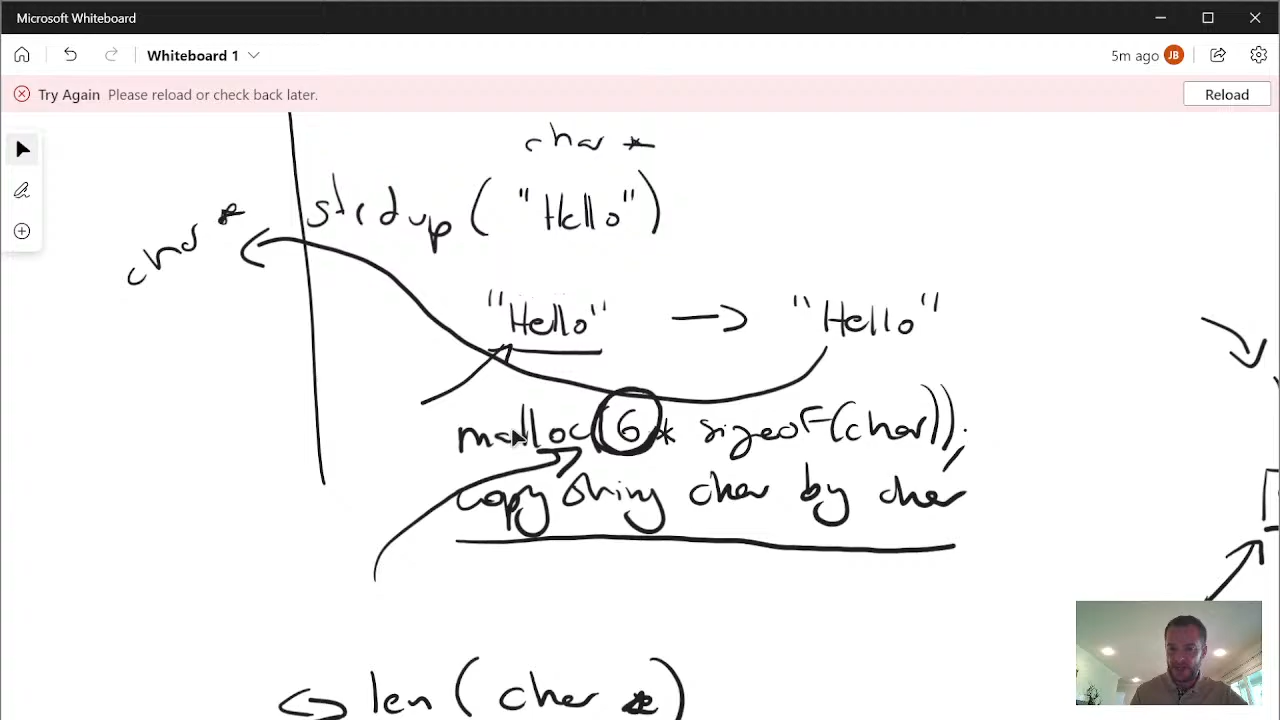 Microsoft Whiteboard
Whiteboard 1
5m ago JB
Try Again Please reload or check back later.
Reload
char *
strdup ( "Hello" )
char *
"Hello" → "Hello"
malloc(6 * sizeof(char));
copy string char by char
len ( char * )